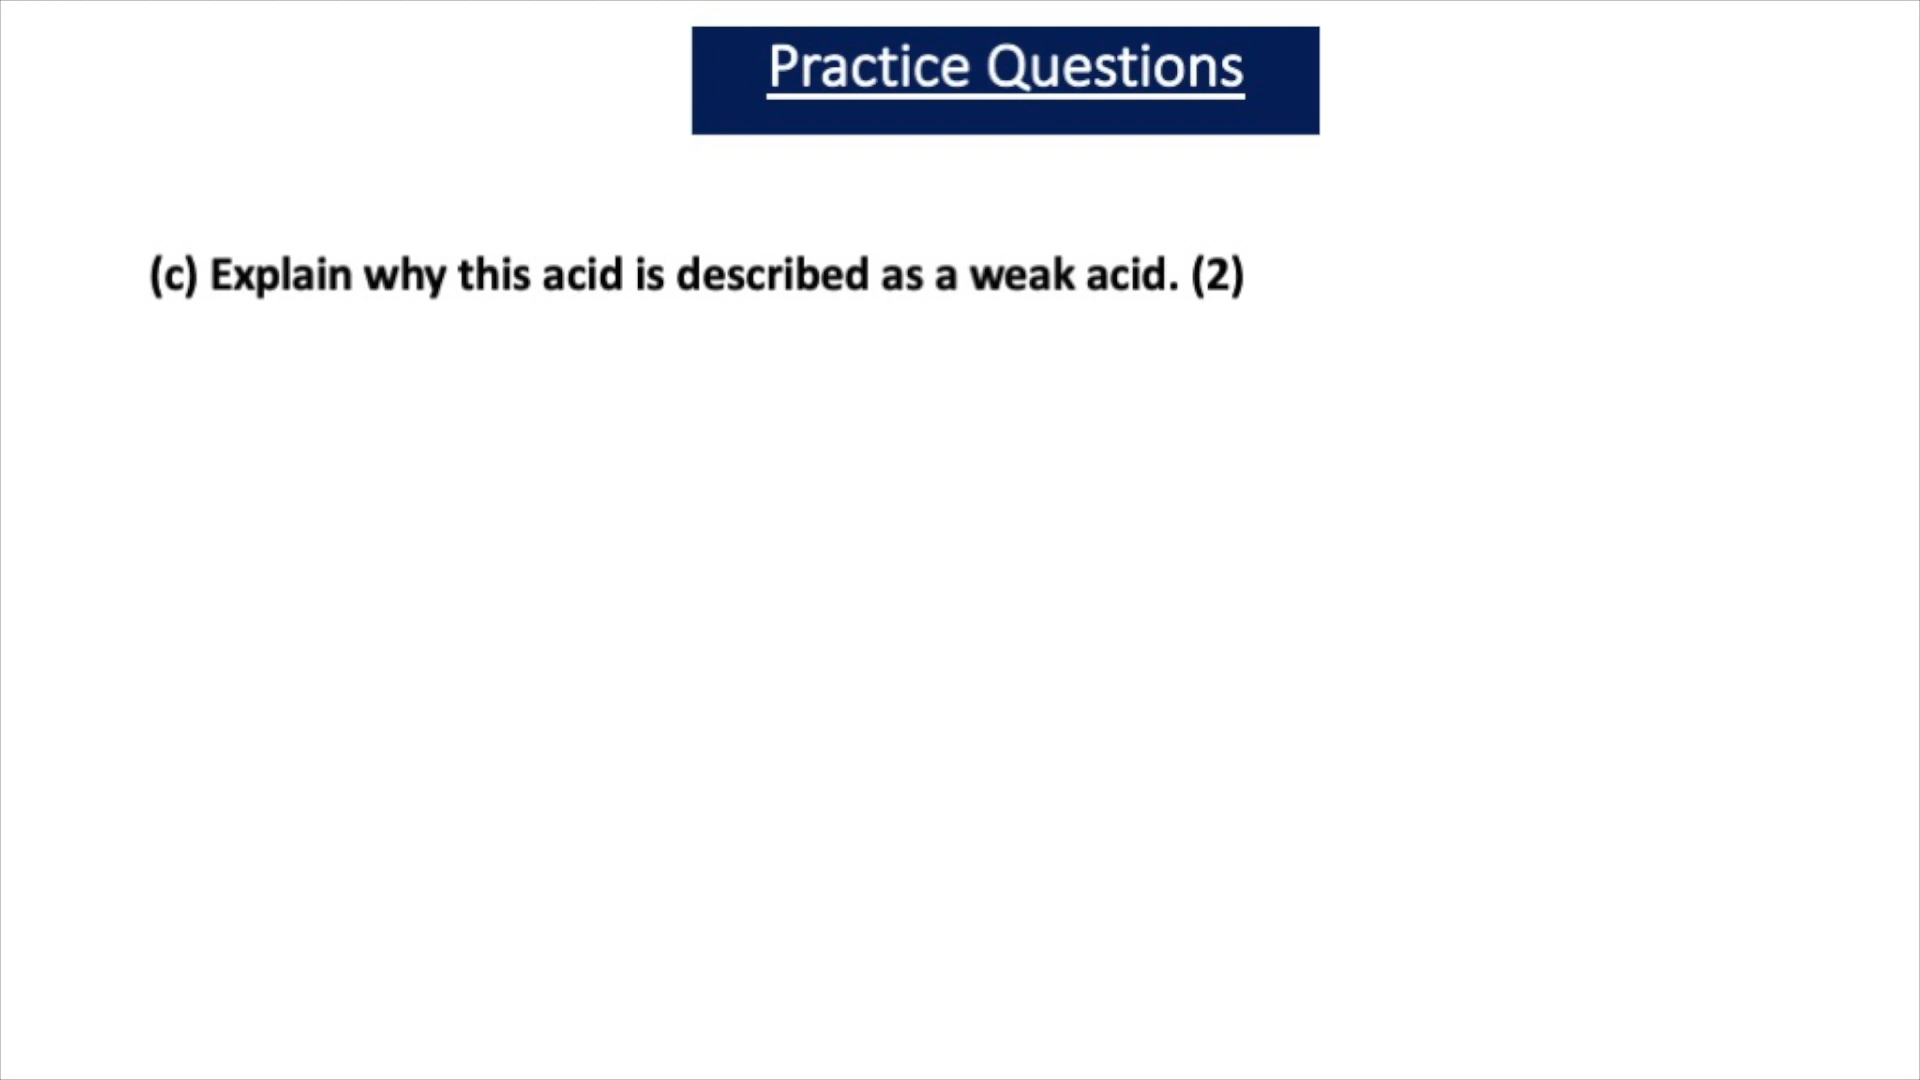 Practice Questions
(c) Explain why this acid is described as a weak acid. (2)